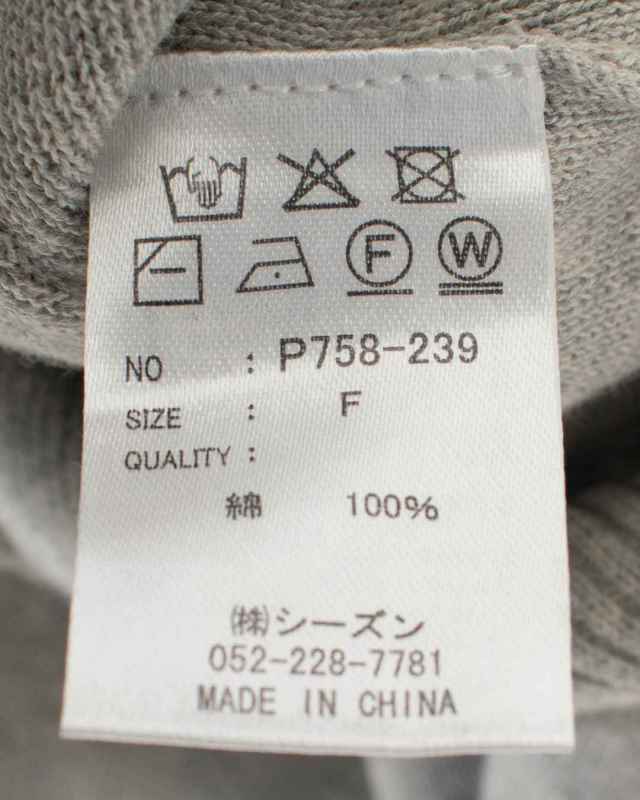 F W
NO : P758-239
SIZE : F
QUALITY :
綿 100%
㈱シーズン
052-228-7781
MADE IN CHINA